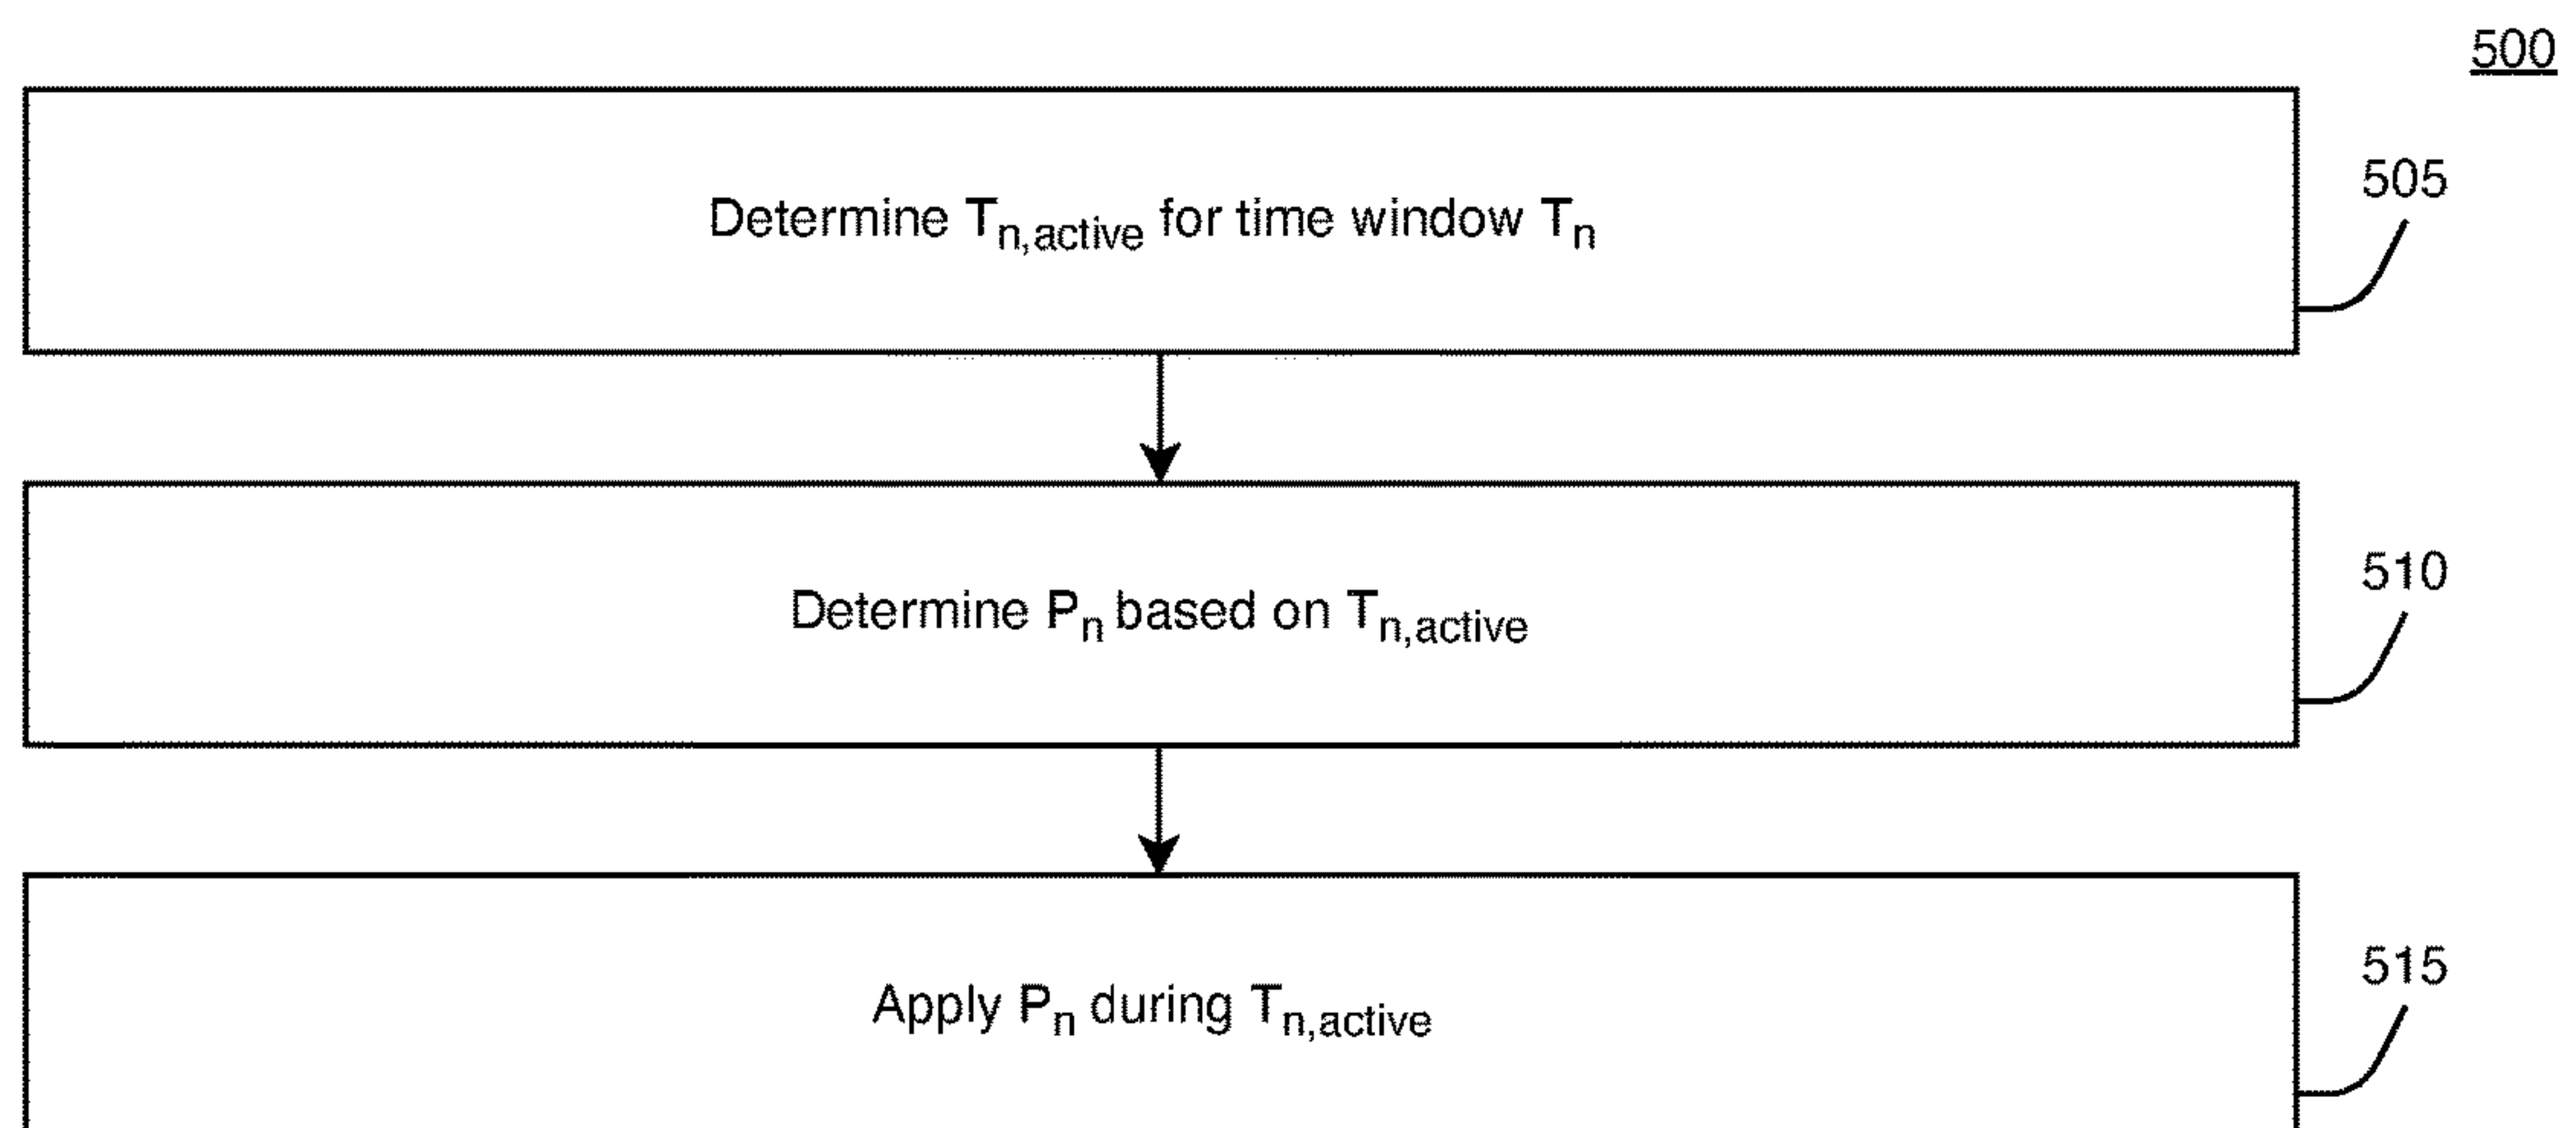 500
Determine Tn,active for time window Tn
505
Determine Pn based on Tn,active
510
Apply Pn during Tn,active
515